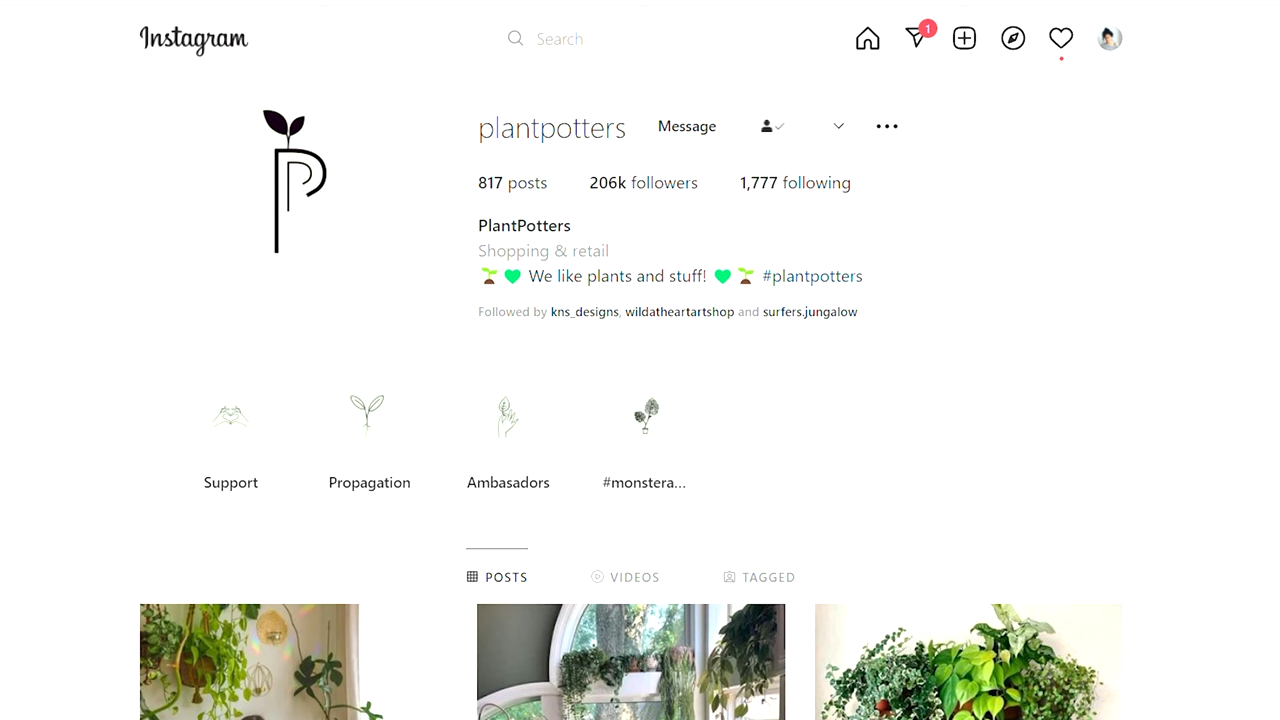 Instagram
Search
1
plantpotters Message
817 posts 206k followers 1,777 following
PlantPotters
Shopping & retail
🌱💚 We like plants and stuff! 💚🌱 #plantpotters
Followed by kns_designs, wildatheartartshop and surfers.jungalow
Support Propagation Ambasadors #monstera...
POSTS VIDEOS TAGGED